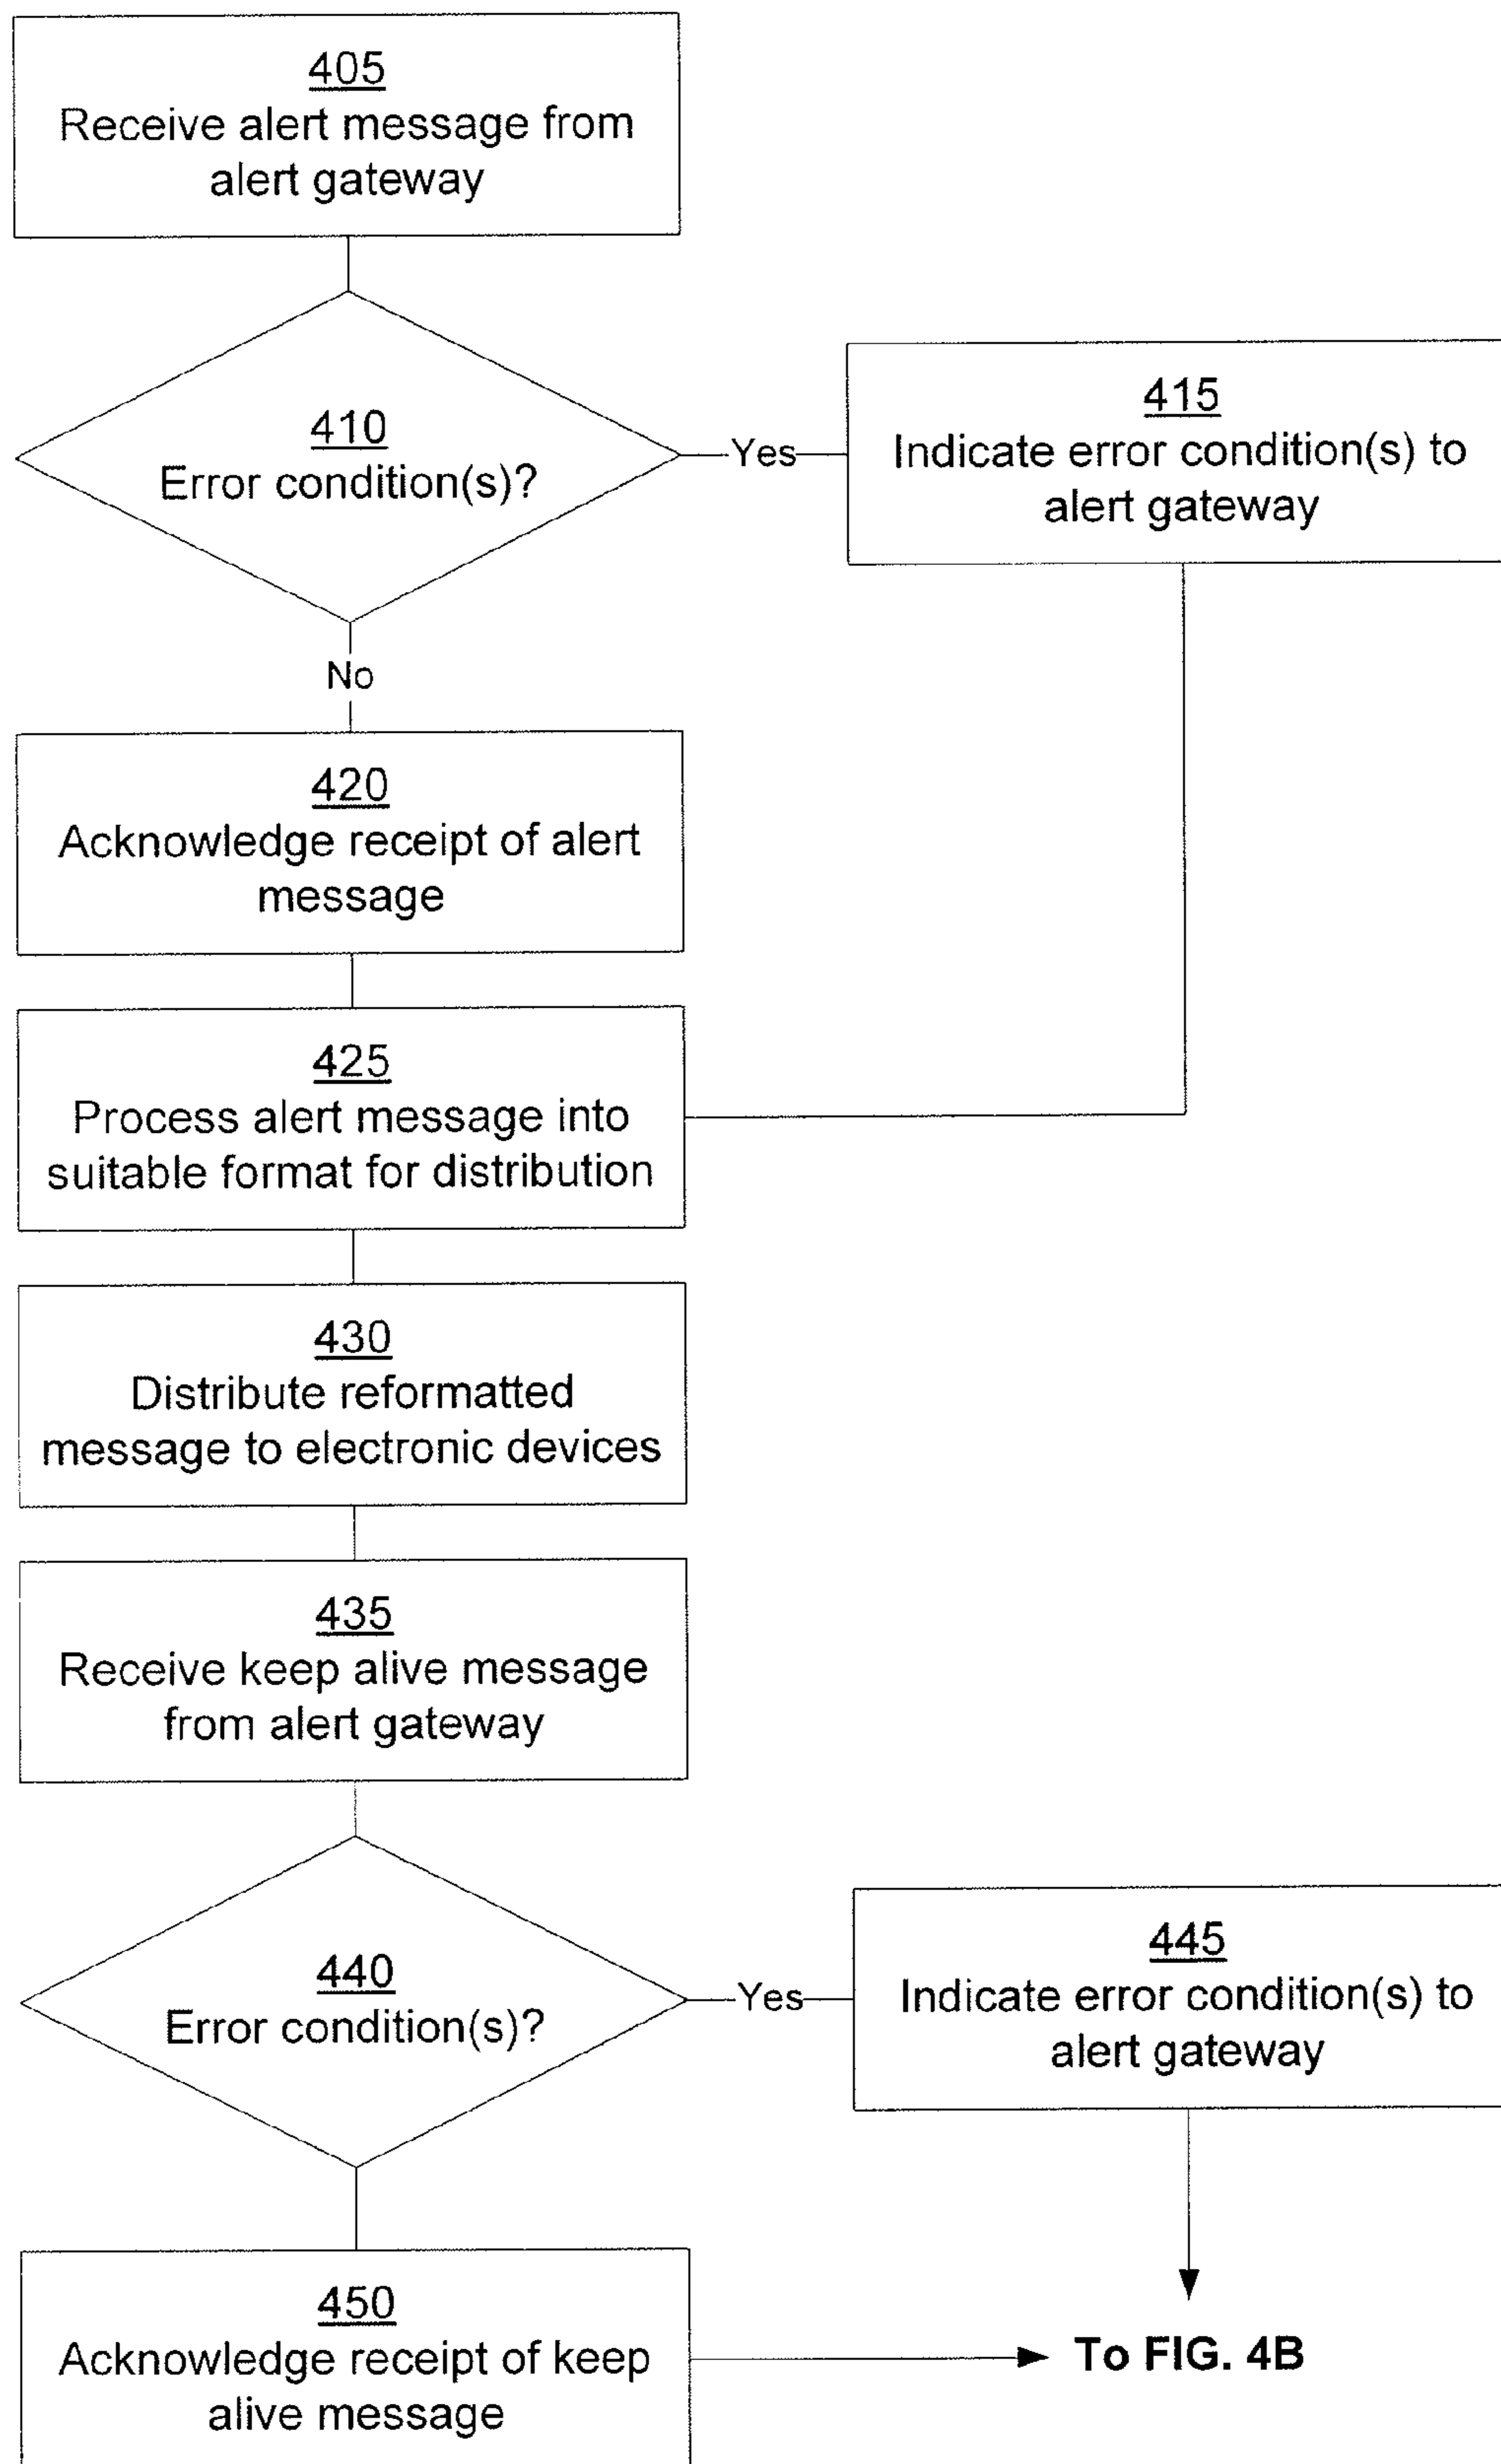 405
Receive alert message from
alert gateway
410
Error condition(s)?
Yes
415
Indicate error condition(s) to
alert gateway
No
420
Acknowledge receipt of alert
message
425
Process alert message into
suitable format for distribution
430
Distribute reformatted
message to electronic devices
435
Receive keep alive message
from alert gateway
440
Error condition(s)?
Yes
445
Indicate error condition(s) to
alert gateway
450
Acknowledge receipt of keep
alive message
To FIG. 4B